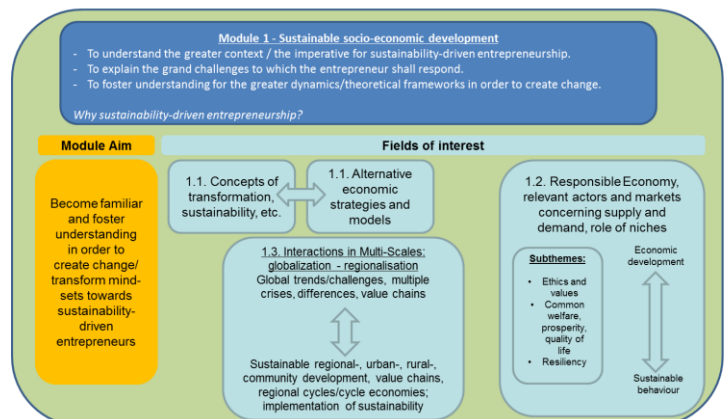 Module 1 - Sustainable socio-economic development
- To understand the greater context / the imperative for sustainability-driven entrepreneurship.
- To explain the grand challenges to which the entrepreneur shall respond.
- To foster understanding for the greater dynamics/theoretical frameworks in order to create change.
Why sustainability-driven entrepreneurship?
Module Aim
Fields of interest
Become familiar
and foster
understanding
in order to
create change/
transform mind-
sets towards
sustainability-
driven
entrepreneurs
1.1. Concepts of
transformation,
sustainability, etc.
1.1. Alternative
economic
strategies and
models
1.2. Responsible Economy,
relevant actors and markets
concerning supply and
demand, role of niches
Subthemes:
• Ethics and
values
• Common
welfare,
prosperity,
quality of
life
• Resiliency
Economic
development
Sustainable
behaviour
1.3. Interactions in Multi-Scales:
globalization - regionalisation
Global trends/challenges, multiple
crises, differences, value chains
Sustainable regional-, urban-, rural-,
community development, value chains,
regional cycles/cycle economies;
implementation of sustainability